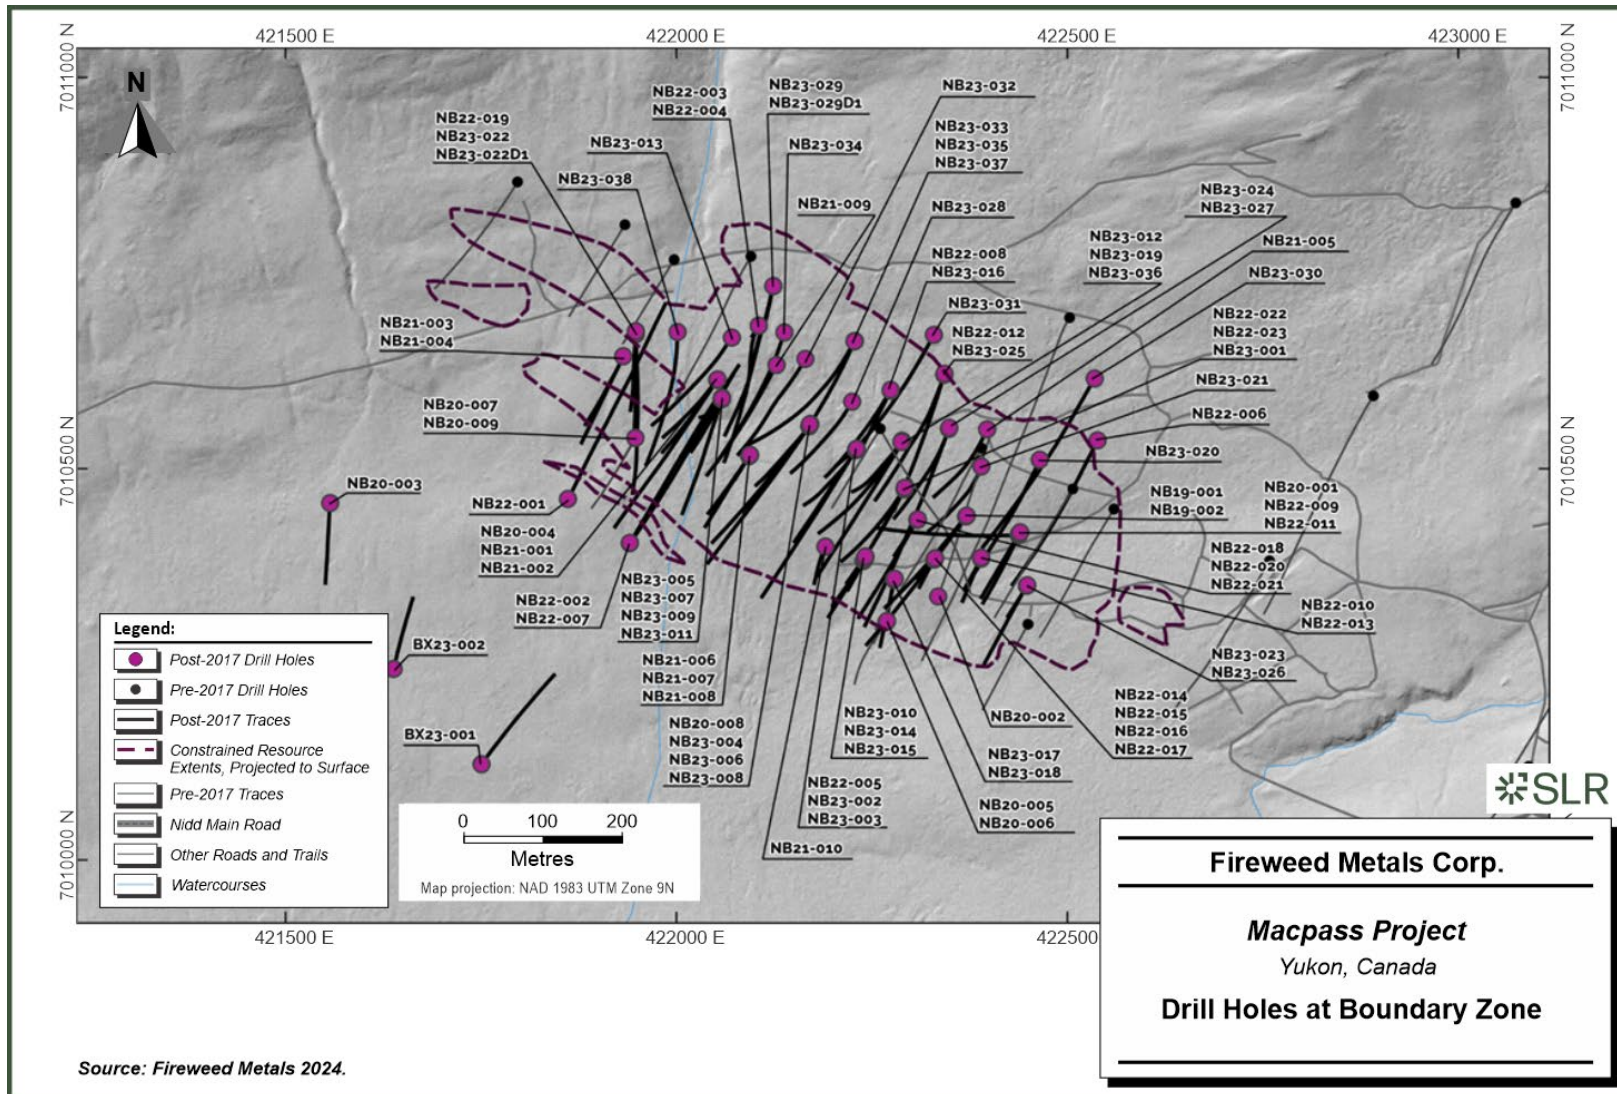 421500 E
422000 E
422500 E
423000 E
7011000 N
7011000 N
N
NB22-019
NB23-022
NB23-022D1
NB23-013
NB23-038
NB22-003
NB22-004
NB23-029
NB23-029D1
NB23-034
NB21-009
NB23-032
NB23-033
NB23-035
NB23-037
NB23-028
NB22-008
NB23-016
NB23-031
NB22-012
NB23-025
NB23-024
NB23-027
NB23-012
NB23-019
NB23-036
NB21-005
NB23-030
NB22-022
NB22-023
NB23-001
NB23-021
NB22-006
NB23-020
NB21-003
NB21-004
NB20-007
NB20-009
7010500 N
7010500 N
NB20-003
NB22-001
NB20-004
NB21-001
NB21-002
NB22-002
NB22-007
NB23-005
NB23-007
NB23-009
NB23-011
NB21-006
NB21-007
NB21-008
NB20-008
NB23-004
NB23-006
NB23-008
NB19-001
NB19-002
NB20-001
NB22-009
NB22-011
NB22-018
NB22-020
NB22-021
NB22-010
NB22-013
NB23-023
NB23-026
NB22-014
NB22-015
NB22-016
NB22-017
NB20-002
NB23-010
NB23-014
NB23-015
NB23-017
NB23-018
NB22-005
NB23-002
NB23-003
NB20-005
NB20-006
NB21-010
BX23-002
BX23-001
Legend:
Post-2017 Drill Holes
Pre-2017 Drill Holes
Post-2017 Traces
Constrained Resource
Extents, Projected to Surface
Pre-2017 Traces
Nidd Main Road
Other Roads and Trails
Watercourses
0 100 200
Metres
Map projection: NAD 1983 UTM Zone 9N
7010000 N
421500 E
422000 E
422500
SLR
Fireweed Metals Corp.
Macpass Project
Yukon, Canada
Drill Holes at Boundary Zone
Source: Fireweed Metals 2024.